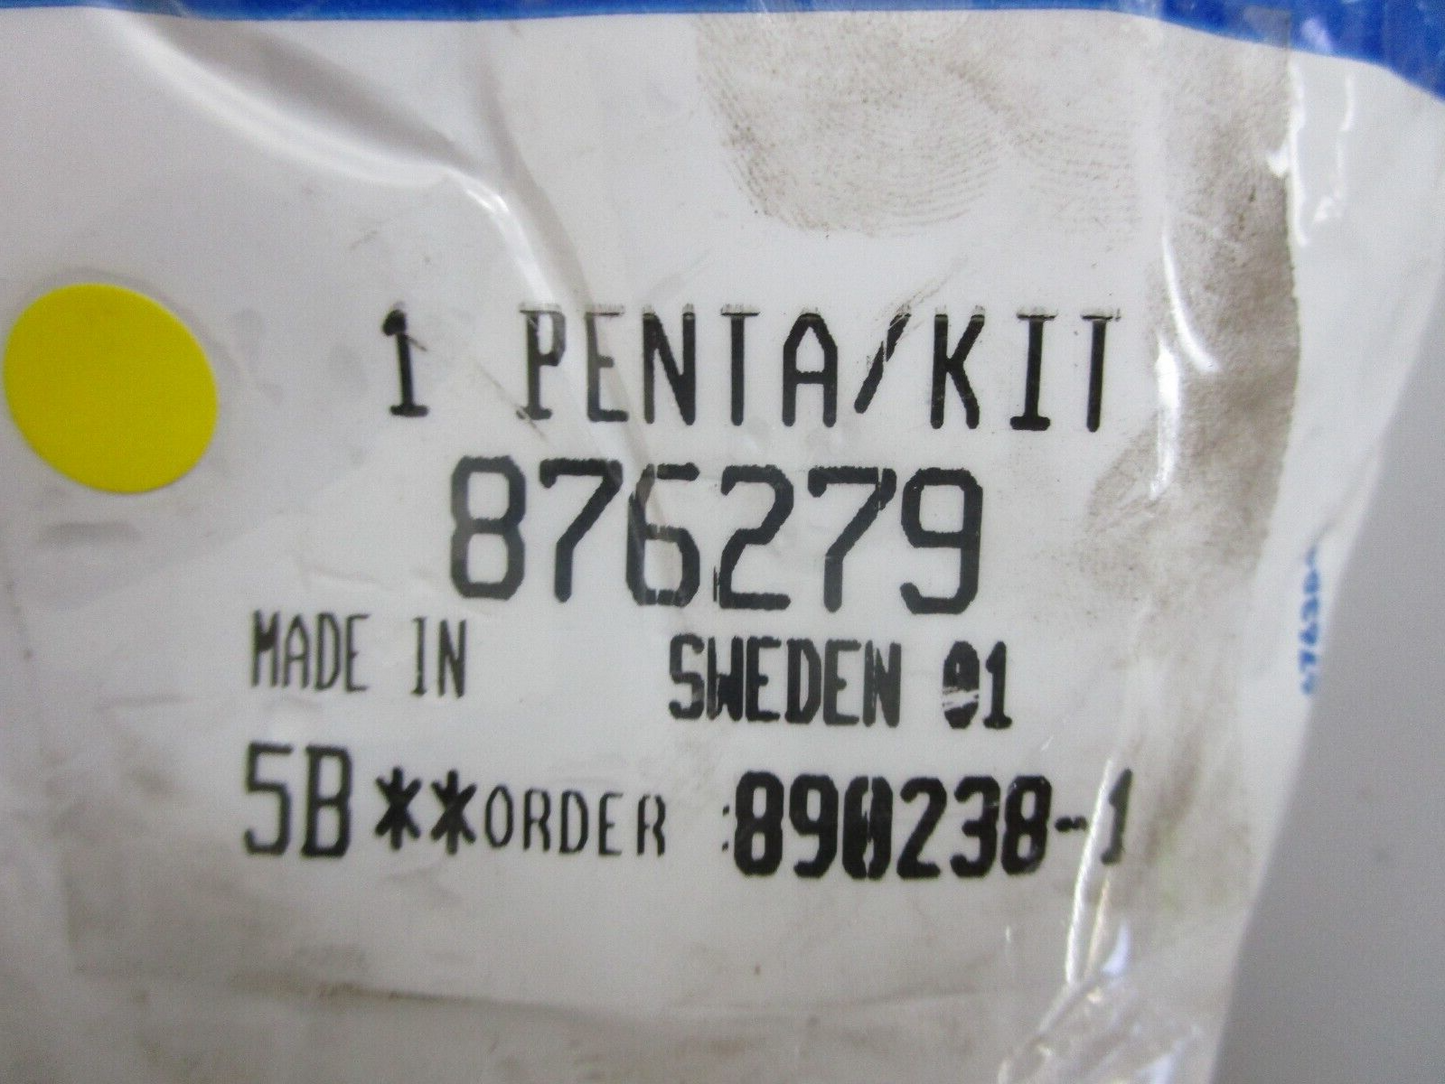 1 PENTA/KIT
876279
MADE IN SWEDEN 01
5B**ORDER :890238-1